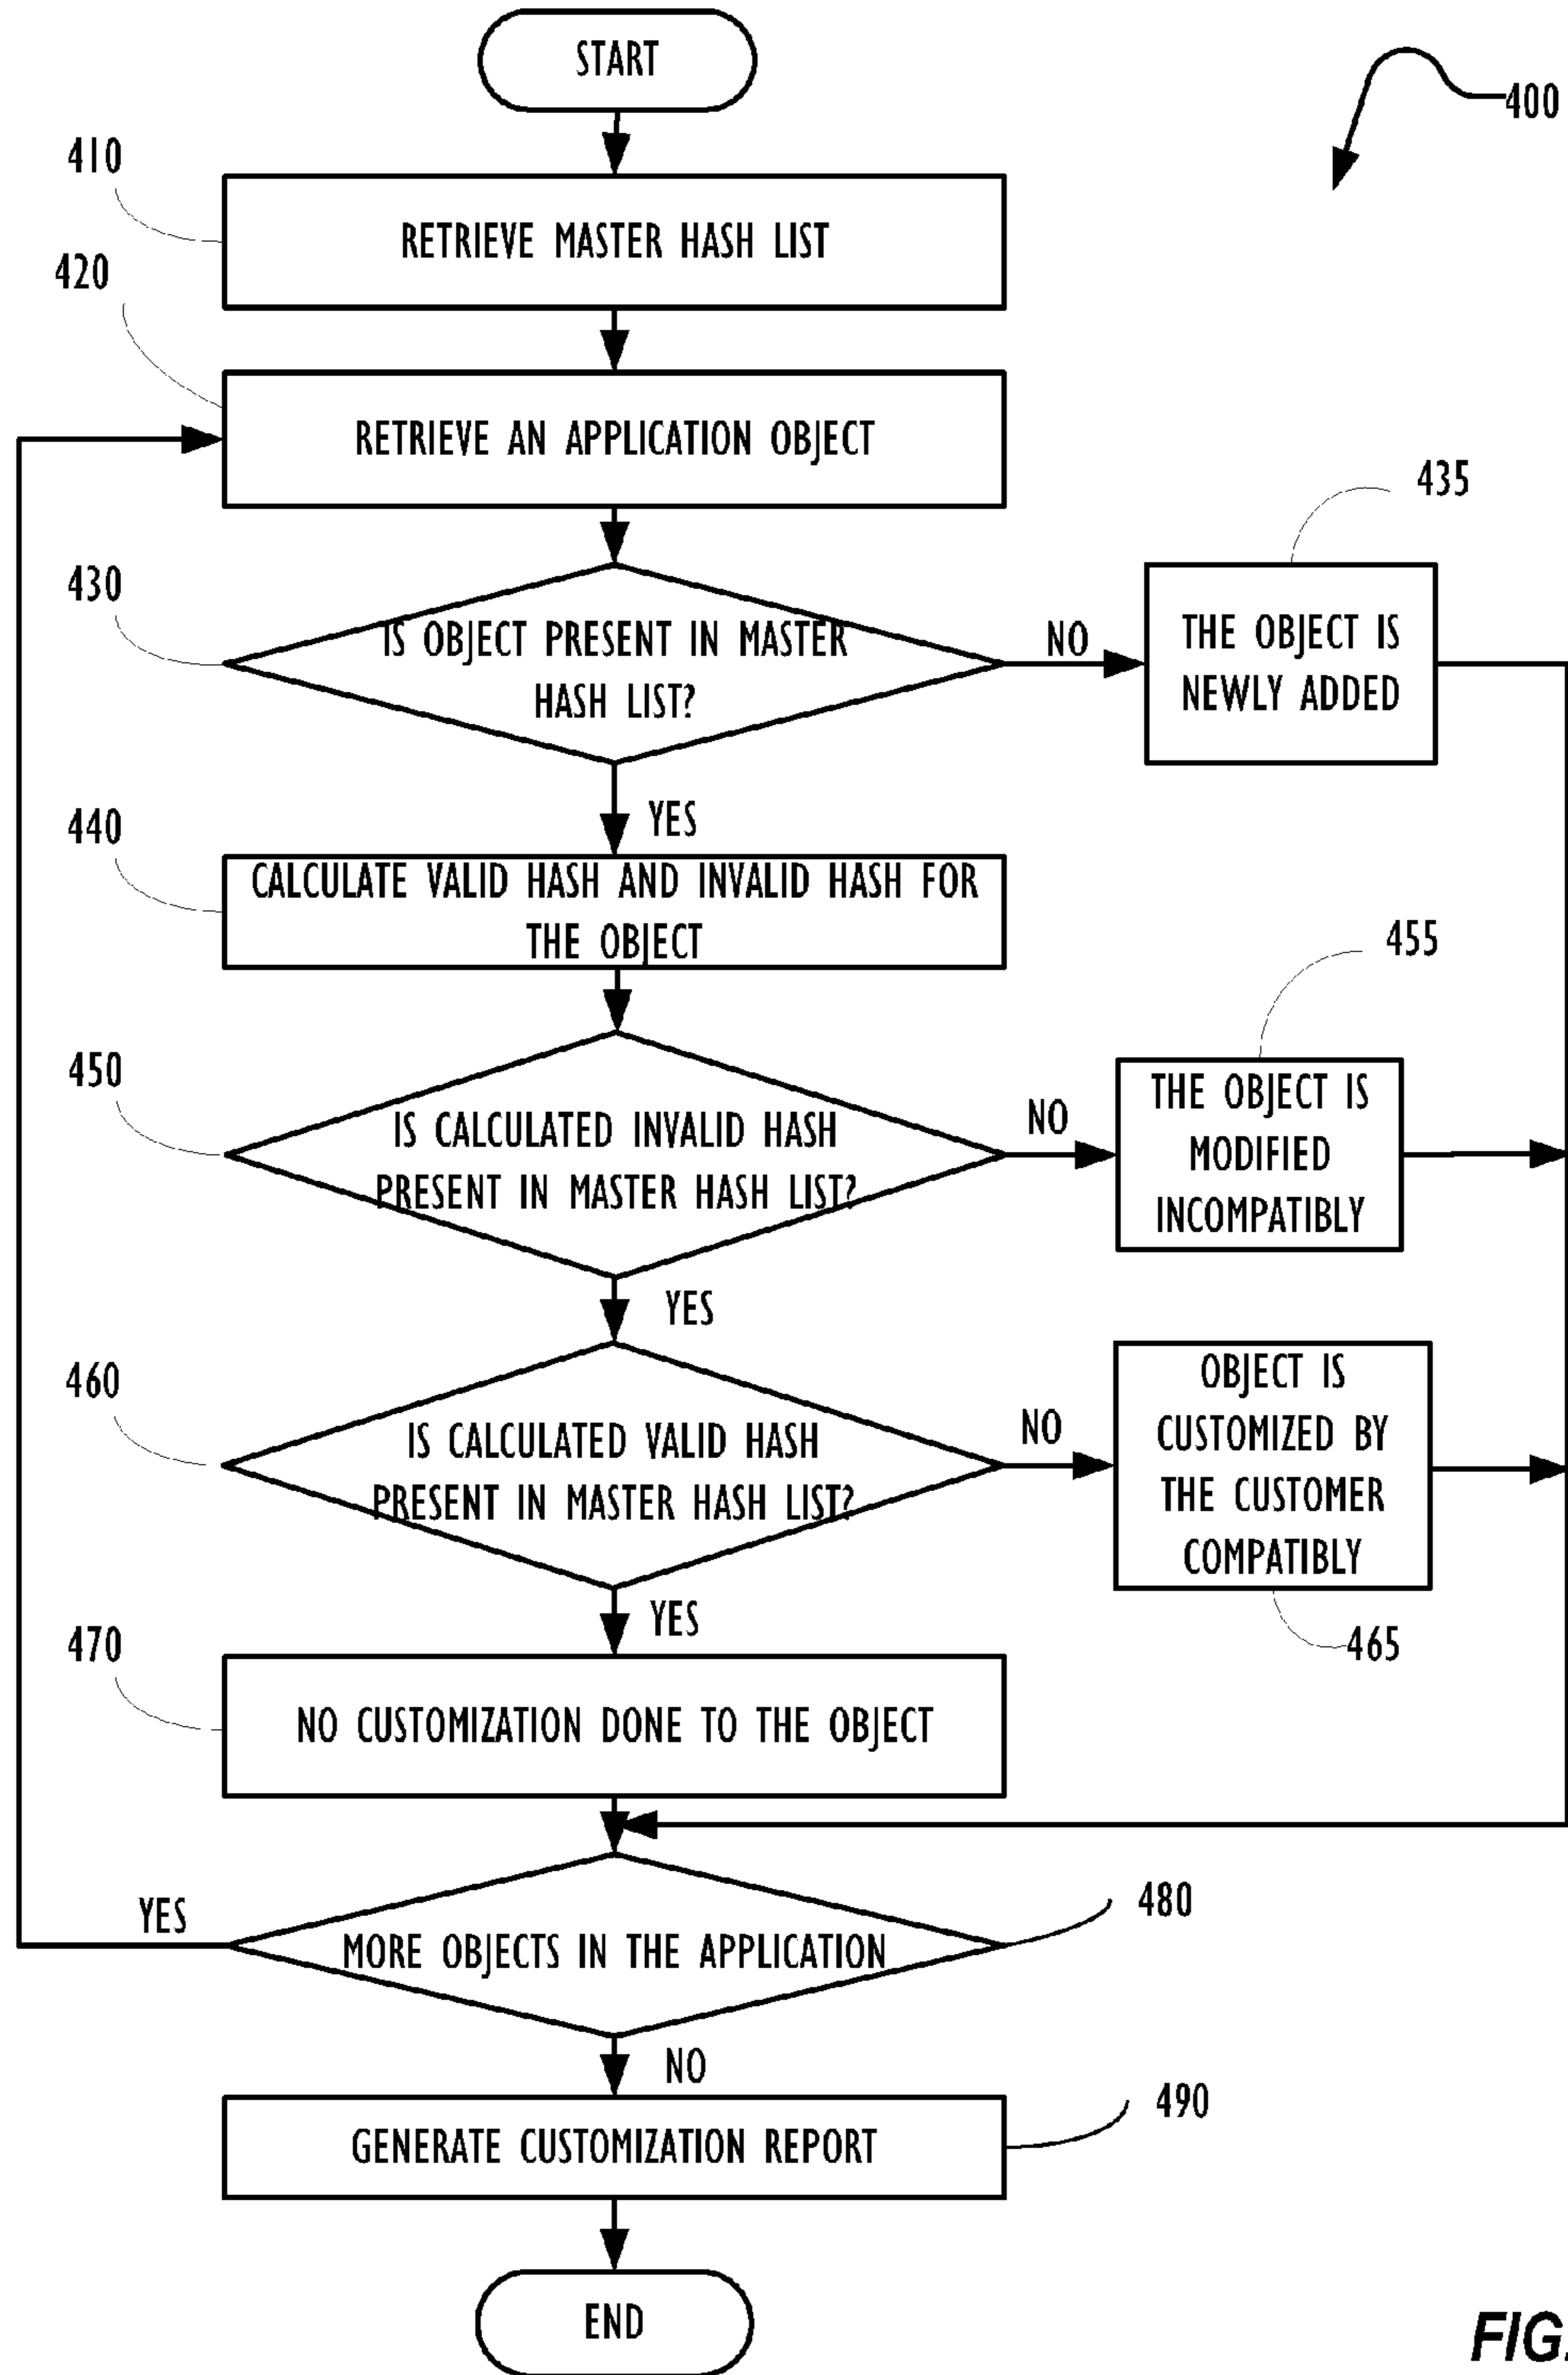 START
400
410
RETRIEVE MASTER HASH LIST
420
RETRIEVE AN APPLICATION OBJECT
435
430
IS OBJECT PRESENT IN MASTER
HASH LIST?
NO
THE OBJECT IS
NEWLY ADDED
YES
440
CALCULATE VALID HASH AND INVALID HASH FOR
THE OBJECT
455
450
IS CALCULATED INVALID HASH
PRESENT IN MASTER HASH LIST?
NO
THE OBJECT IS
MODIFIED
INCOMPATIBLY
YES
460
IS CALCULATED VALID HASH
PRESENT IN MASTER HASH LIST?
NO
OBJECT IS
CUSTOMIZED BY
THE CUSTOMER
COMPATIBLY
465
YES
470
NO CUSTOMIZATION DONE TO THE OBJECT
480
YES
MORE OBJECTS IN THE APPLICATION
NO
490
GENERATE CUSTOMIZATION REPORT
END
FIG.